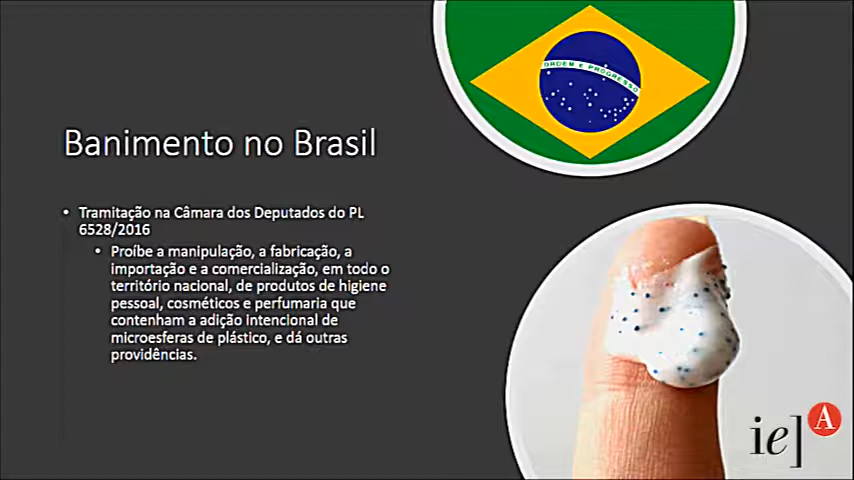 ORDEM E PROGRESSO
Banimento no Brasil
• Tramitação na Câmara dos Deputados do PL
6528/2016
• Proíbe a manipulação, a fabricação, a
importação e a comercialização, em todo o
território nacional, de produtos de higiene
pessoal, cosméticos e perfumaria que
contenham a adição intencional de
microesferas de plástico, e dá outras
providências.
ie]
A